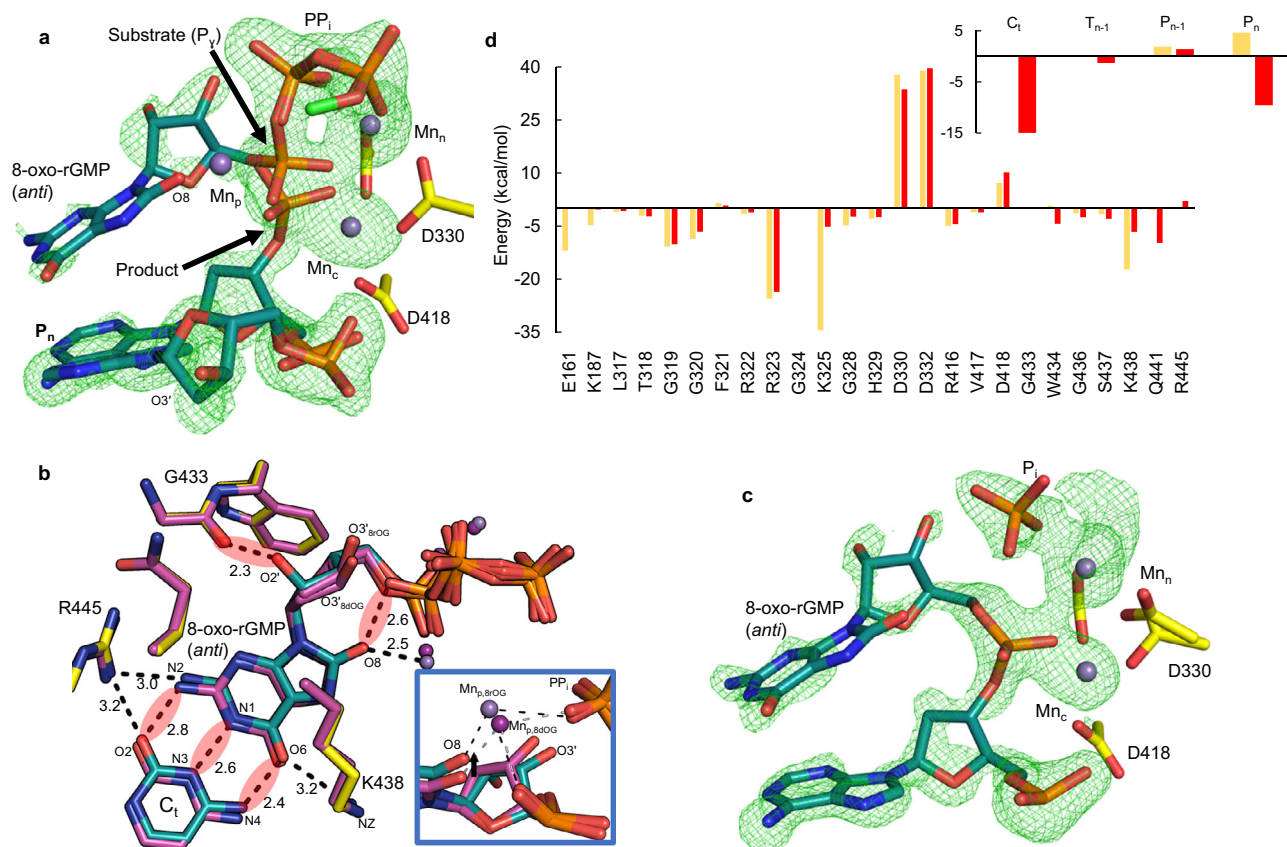 a
Substrate (Pγ)
PPi
8-oxo-rGMP
(anti)
O8
Mnp
Mnn
D330
Product
Mnc
D418
Pn
O3'
d
Energy (kcal/mol)
40
25
10
-5
-20
-35
E161
K187
L317
T318
G319
G320
F321
R322
R323
G324
K325
G328
H329
D330
D332
R416
V417
D418
G433
W434
G436
S437
K438
Q441
R445
Ct
Tn-1
Pn-1
Pn
5
-5
-15
b
G433
2.3
O2'
O3'8rOG
O3'8dOG
R445
8-oxo-rGMP
(anti)
2.6
2.5
O8
N2
3.0
3.2
2.8
N1
O2
N3
2.6
O6
2.4
3.2
K438
Ct
N4
NZ
Mnp,8rOG
PPi
Mnp,8dOG
O8
O3'
c
Pi
Mnn
8-oxo-rGMP
(anti)
D330
Mnc
D418